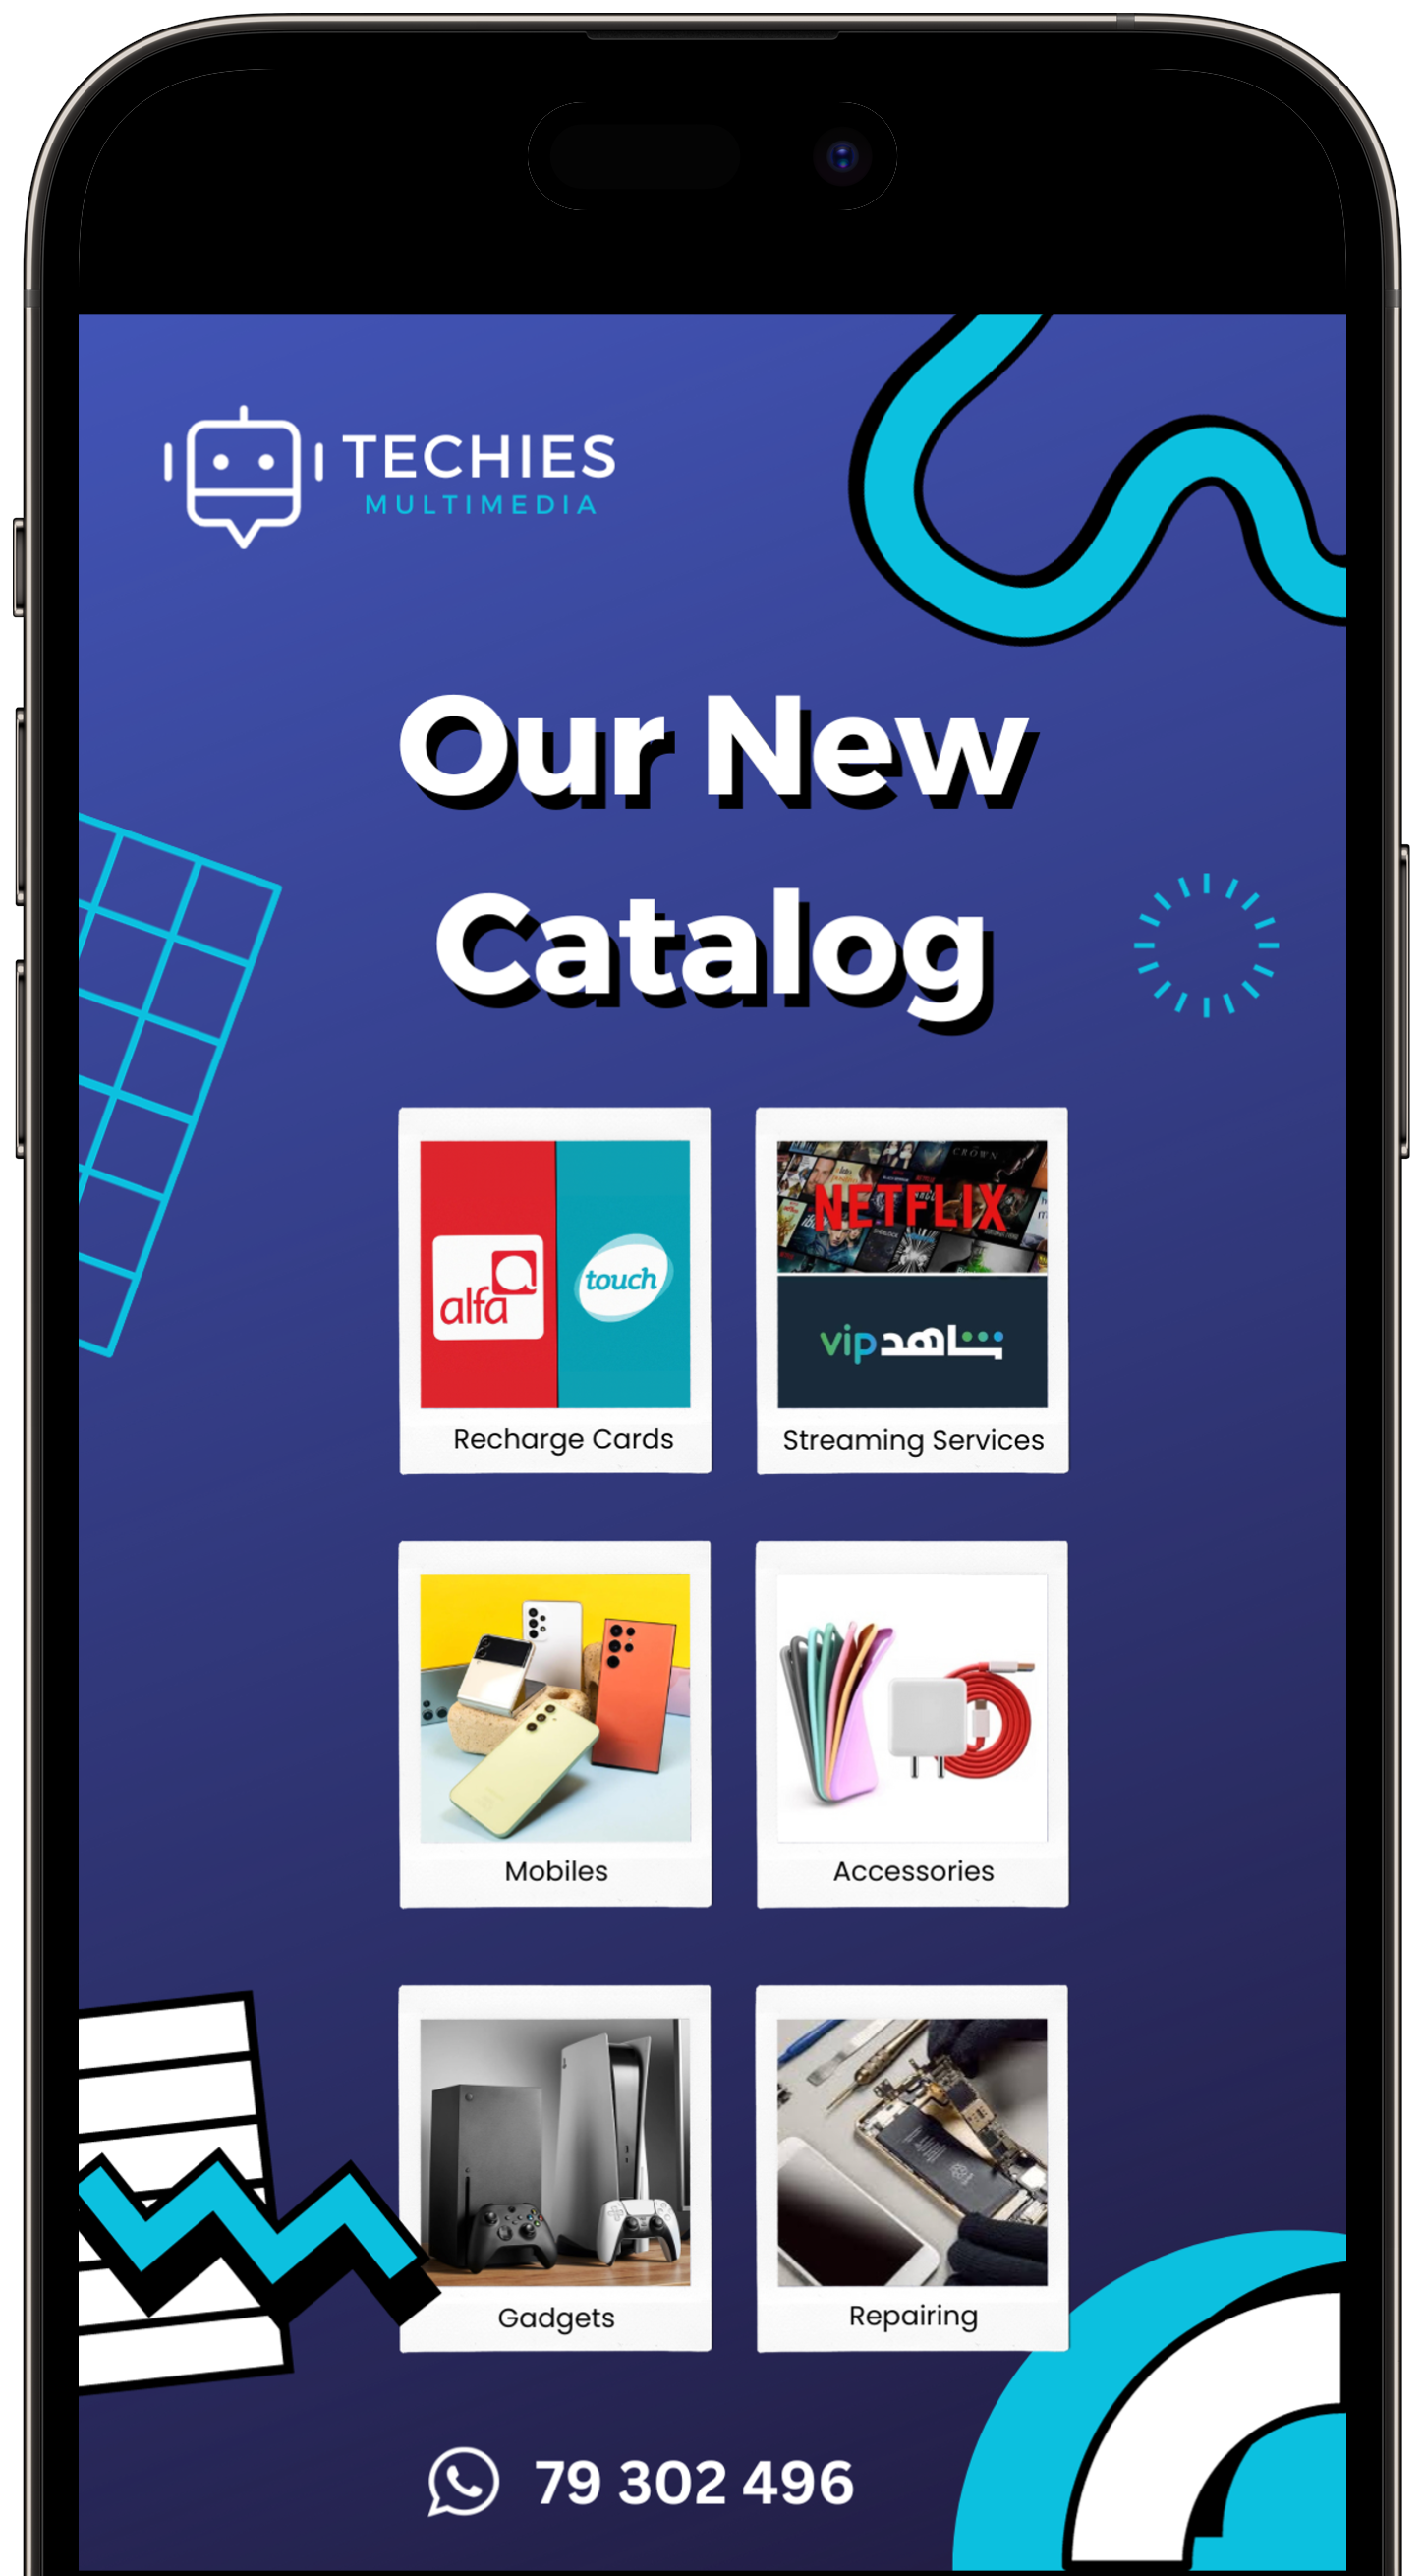 TECHIES
MULTIMEDIA
Our New
Catalog
alfa
touch
CROWN
NETFLIX
شاهد vip
Recharge Cards
Streaming Services
Mobiles
Accessories
Gadgets
Repairing
79 302 496